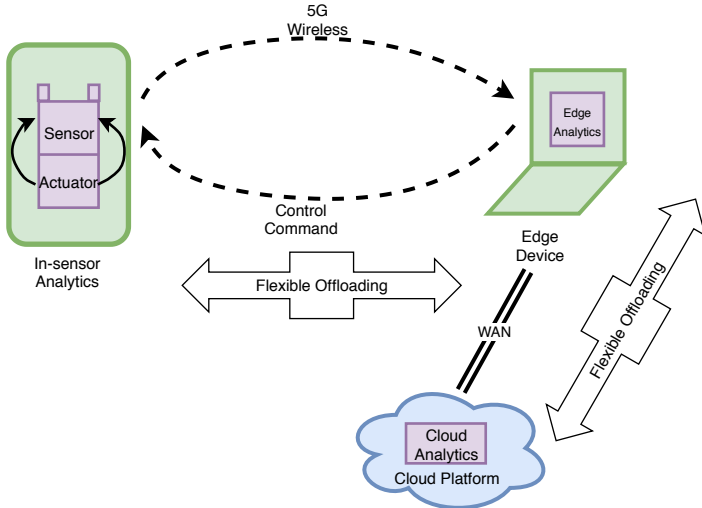 5G
Wireless
Sensor
Actuator
In-sensor
Analytics
Edge
Analytics
Control
Command
Edge
Device
Flexible Offloading
Flexible Offloading
WAN
Cloud
Analytics
Cloud Platform